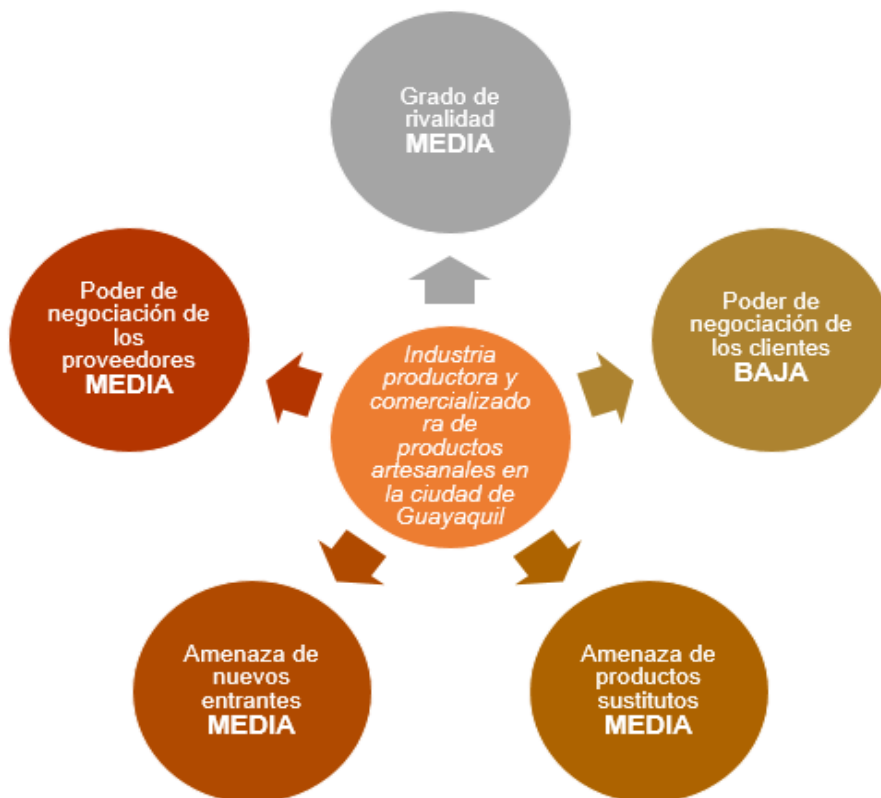 Grado de
rivalidad
MEDIA
Poder de
negociación de
los clientes
BAJA
Amenaza de
productos
sustitutos
MEDIA
Amenaza de
nuevos
entrantes
MEDIA
Poder de
negociación de
los
proveedores
MEDIA
Industria
productora y
comercializado
ra de
productos
artesanales en
la ciudad de
Guayaquil